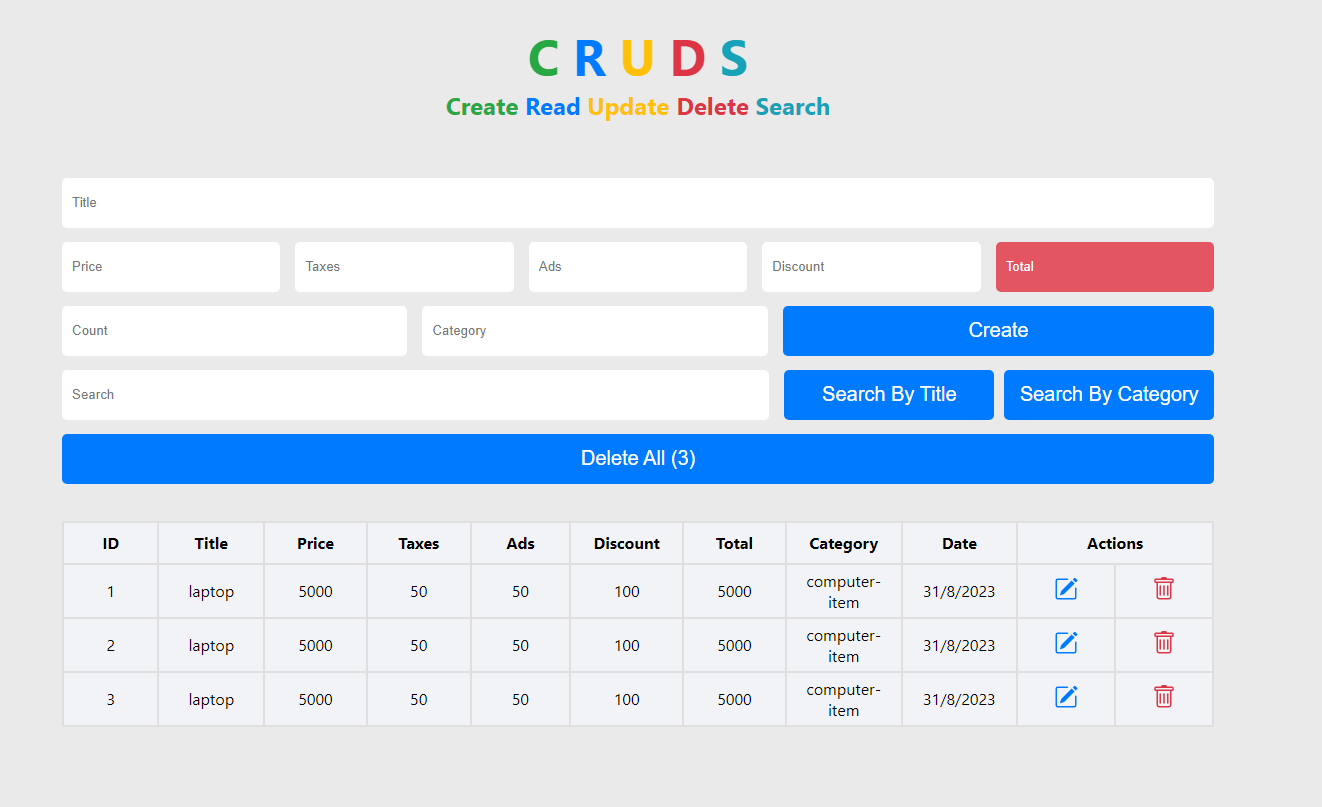 C R U D S
Create Read Update Delete Search
Title
Price Taxes Ads Discount Total
Count Category Create
Search Search By Title Search By Category
Delete All (3)
ID Title Price Taxes Ads Discount Total Category Date Actions
1 laptop 5000 50 50 100 5000 computer-item 31/8/2023
2 laptop 5000 50 50 100 5000 computer-item 31/8/2023
3 laptop 5000 50 50 100 5000 computer-item 31/8/2023